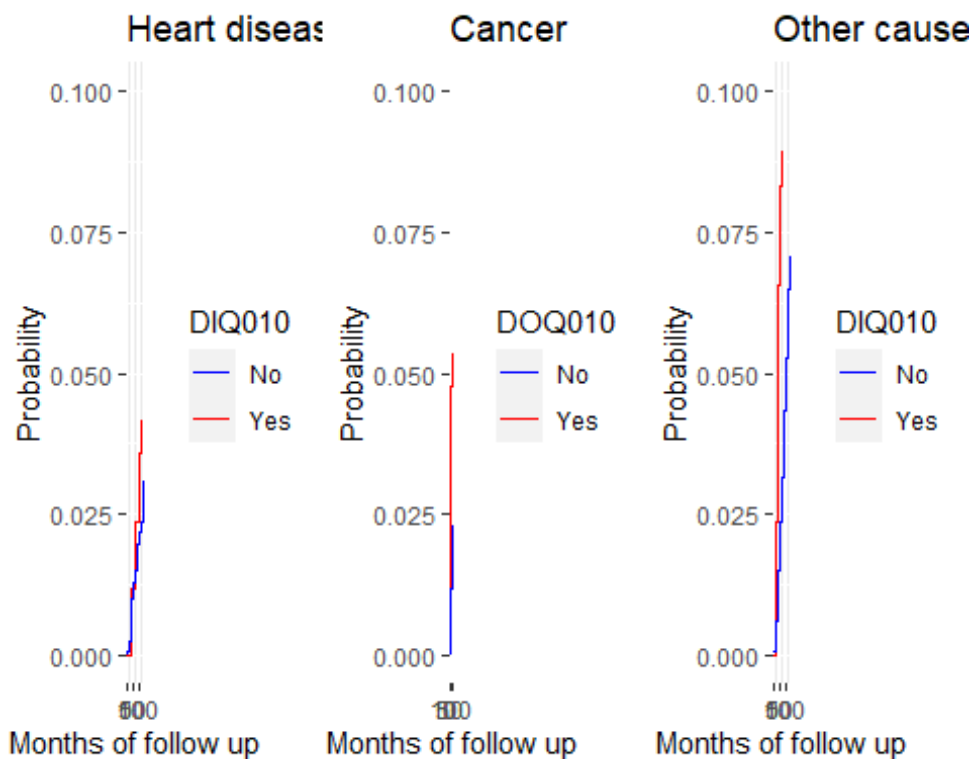 Heart diseas
0.100
0.075
0.050
0.025
0.000
Probability
DIQ010
No
Yes
Months of follow up
Cancer
0.100
0.075
0.050
0.025
0.000
Probability
DOQ010
No
Yes
Months of follow up
Other cause
0.100
0.075
0.050
0.025
0.000
Probability
DIQ010
No
Yes
Months of follow up